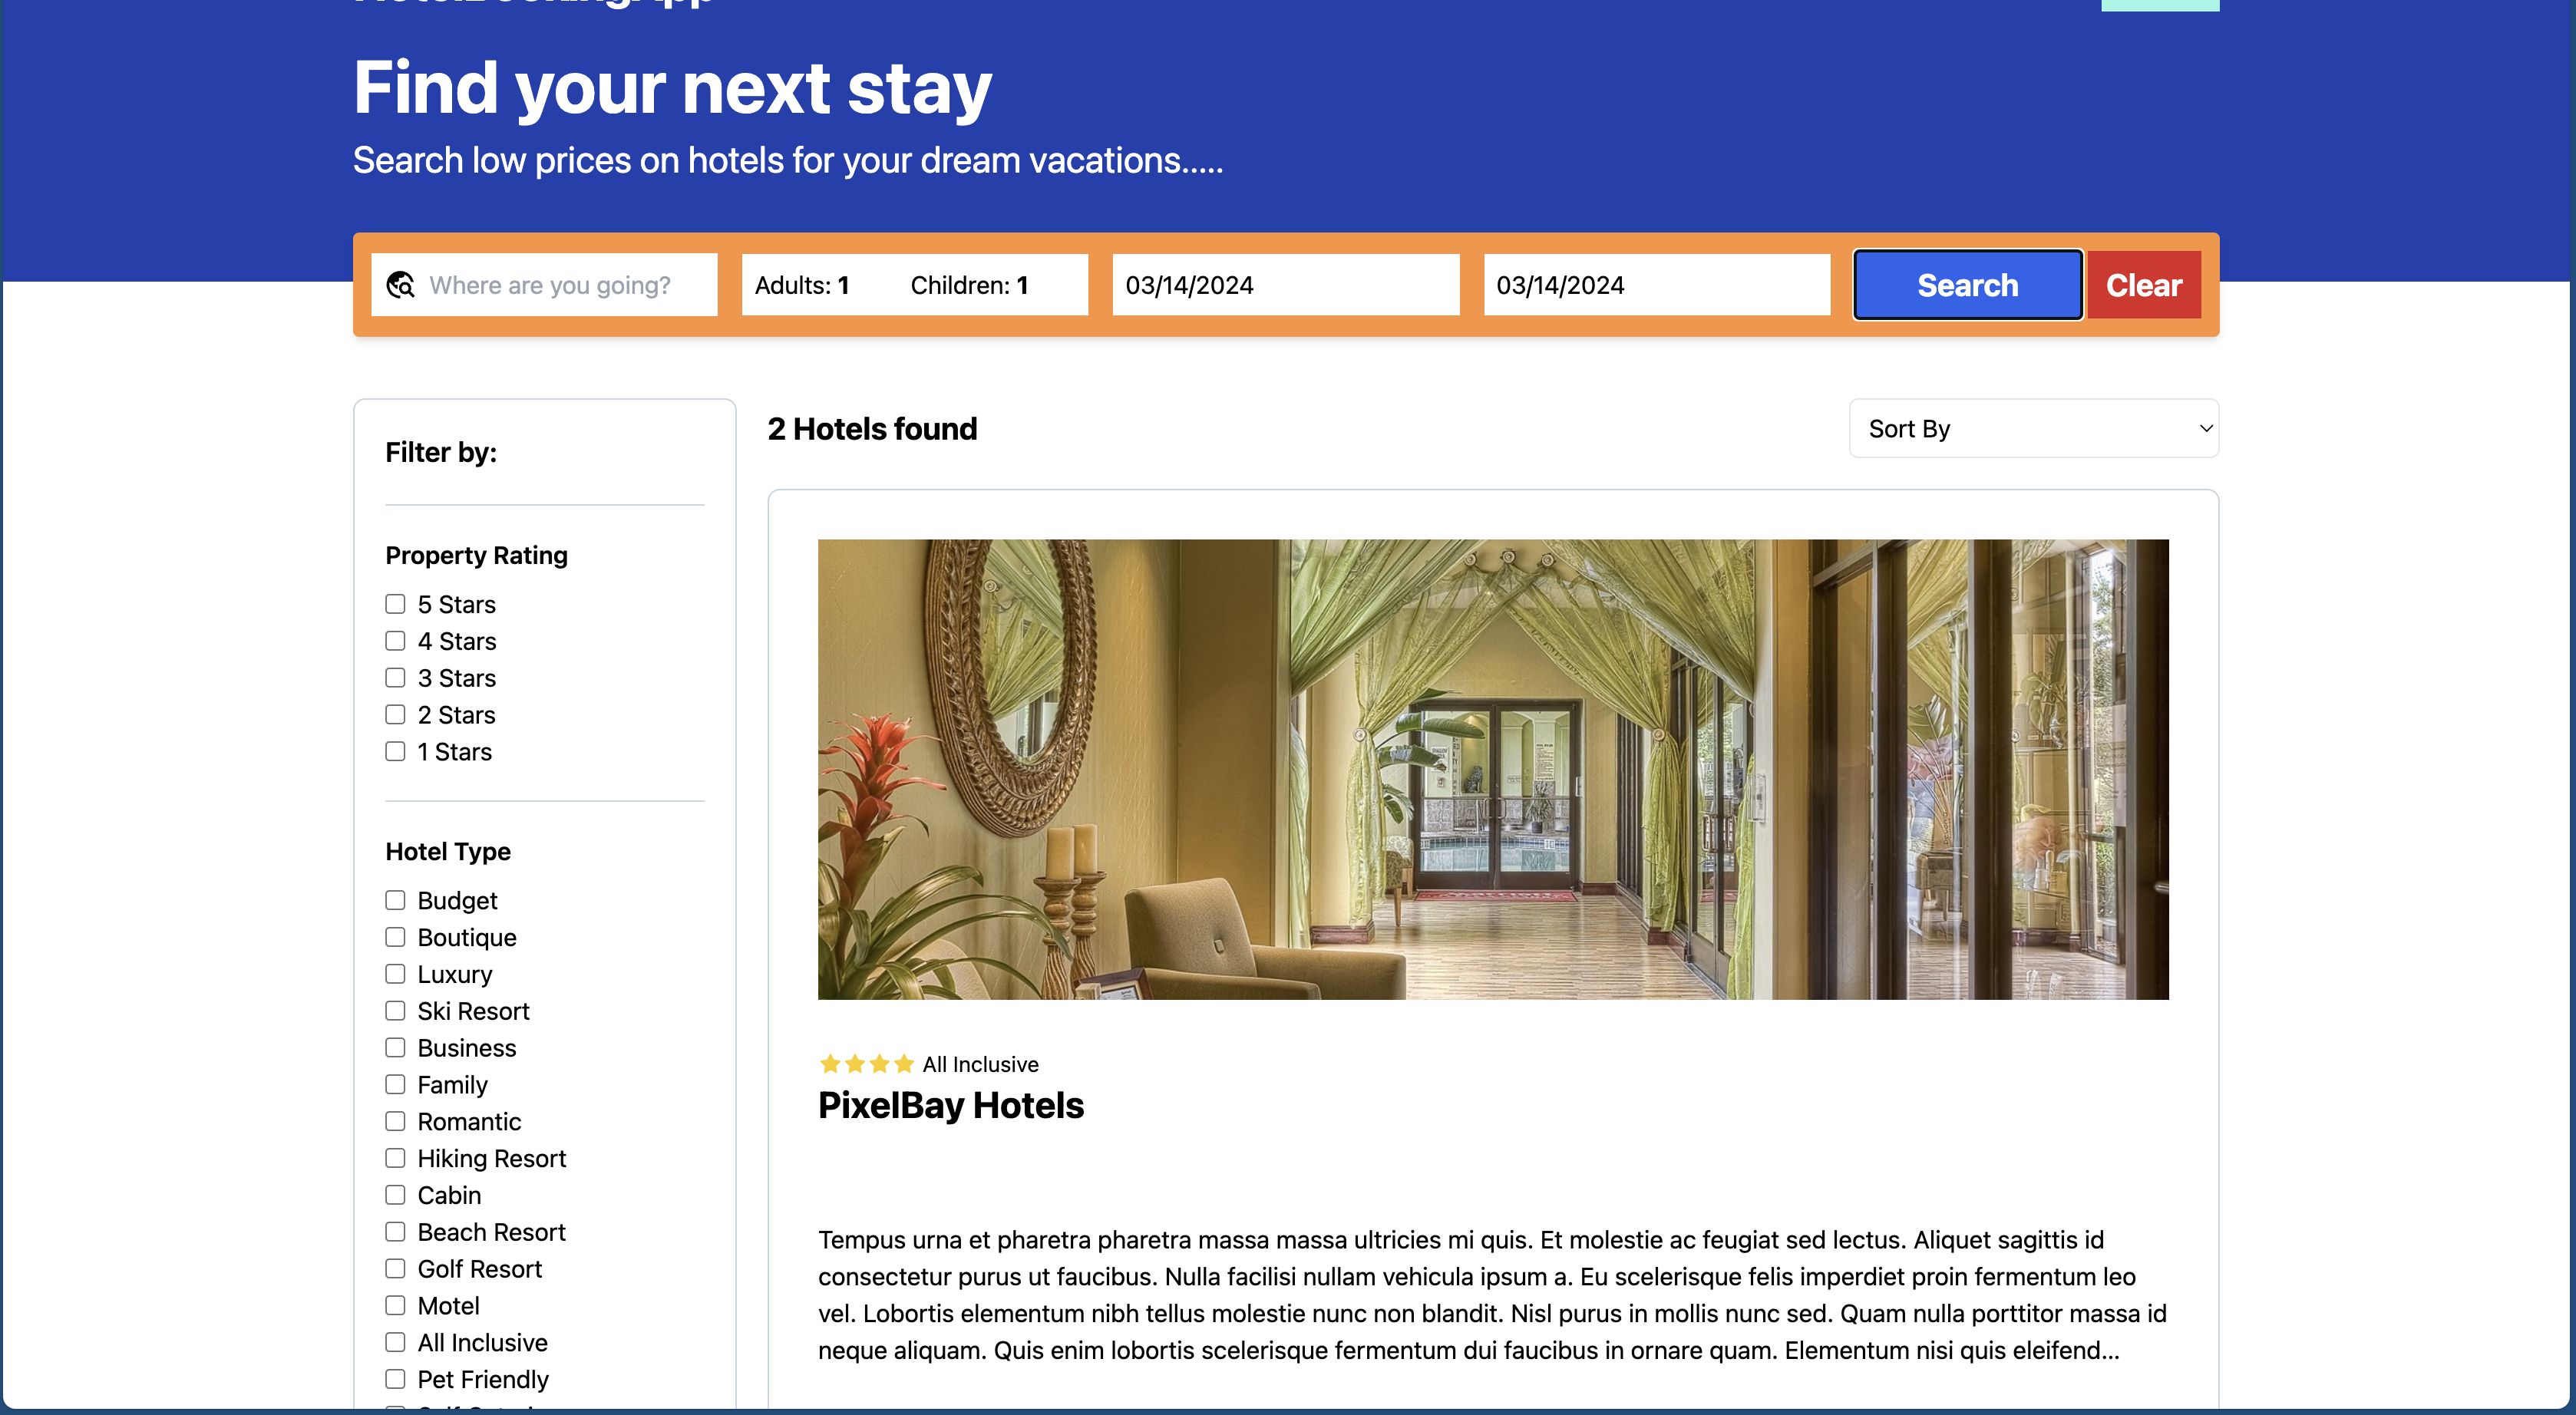 Find your next stay
Search low prices on hotels for your dream vacations.....
Where are you going?
Adults: 1 Children: 1
03/14/2024
03/14/2024
Search
Clear
Filter by:
Property Rating
5 Stars
4 Stars
3 Stars
2 Stars
1 Stars
Hotel Type
Budget
Boutique
Luxury
Ski Resort
Business
Family
Romantic
Hiking Resort
Cabin
Beach Resort
Golf Resort
Motel
All Inclusive
Pet Friendly
2 Hotels found
Sort By
All Inclusive
PixelBay Hotels
Tempus urna et pharetra pharetra massa massa ultricies mi quis. Et molestie ac feugiat sed lectus. Aliquet sagittis id
consectetur purus ut faucibus. Nulla facilisi nullam vehicula ipsum a. Eu scelerisque felis imperdiet proin fermentum leo
vel. Lobortis elementum nibh tellus molestie nunc non blandit. Nisl purus in mollis nunc sed. Quam nulla porttitor massa id
neque aliquam. Quis enim lobortis scelerisque fermentum dui faucibus in ornare quam. Elementum nisi quis eleifend...